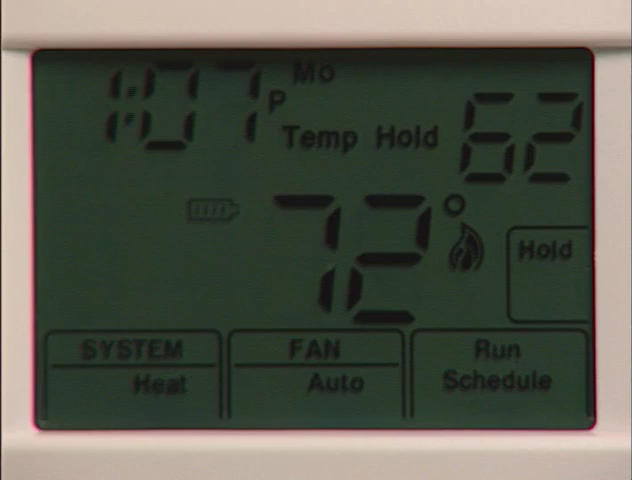 1:07 P Mo
Temp Hold 62
72°
Hold
SYSTEM FAN Run
Heat Auto Schedule